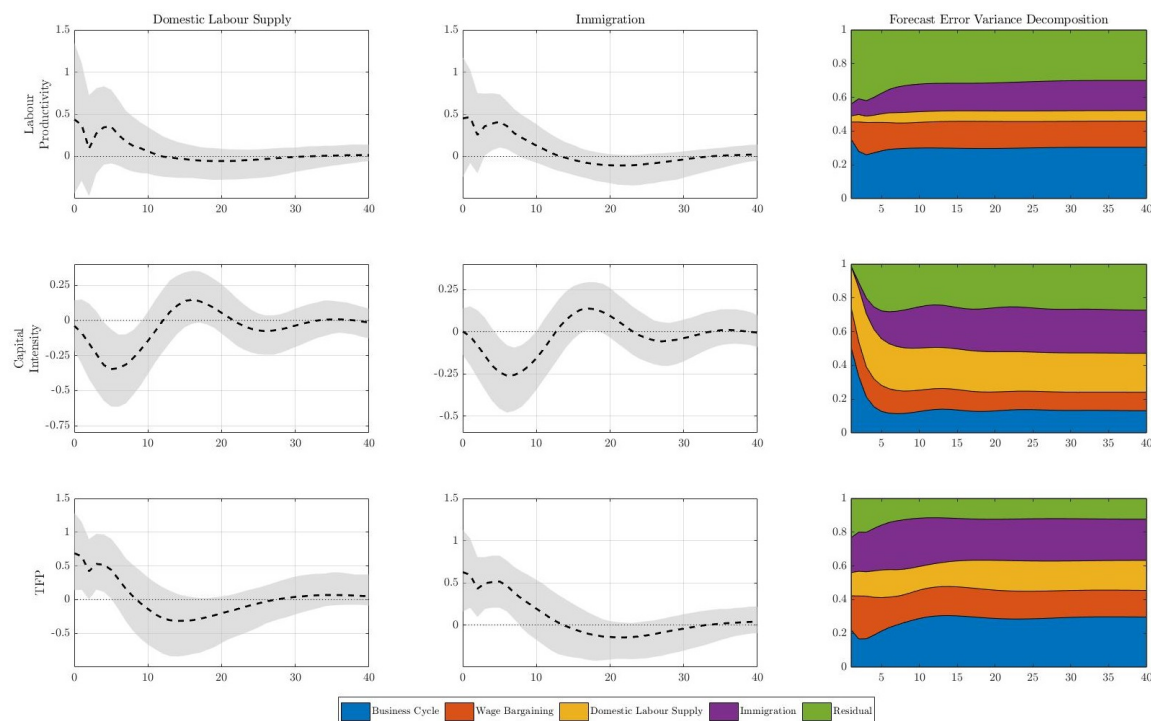 Domestic Labour Supply
Immigration
Forecast Error Variance Decomposition
Labour
Productivity
1.5
1
0.5
0
0 10 20 30 40
1.5
1
0.5
0
0 10 20 30 40
1
0.8
0.6
0.4
0.2
0
5 10 15 20 25 30 35 40
Capital
Intensity
0.25
0
-0.25
-0.5
-0.75
0 10 20 30 40
0.25
0
-0.25
-0.5
0 10 20 30 40
1
0.8
0.6
0.4
0.2
0
5 10 15 20 25 30 35 40
TFP
1.5
1
0.5
0
-0.5
0 10 20 30 40
1.5
1
0.5
0
0 10 20 30 40
1
0.8
0.6
0.4
0.2
0
5 10 15 20 25 30 35 40
Business Cycle Wage Bargaining Domestic Labour Supply Immigration Residual